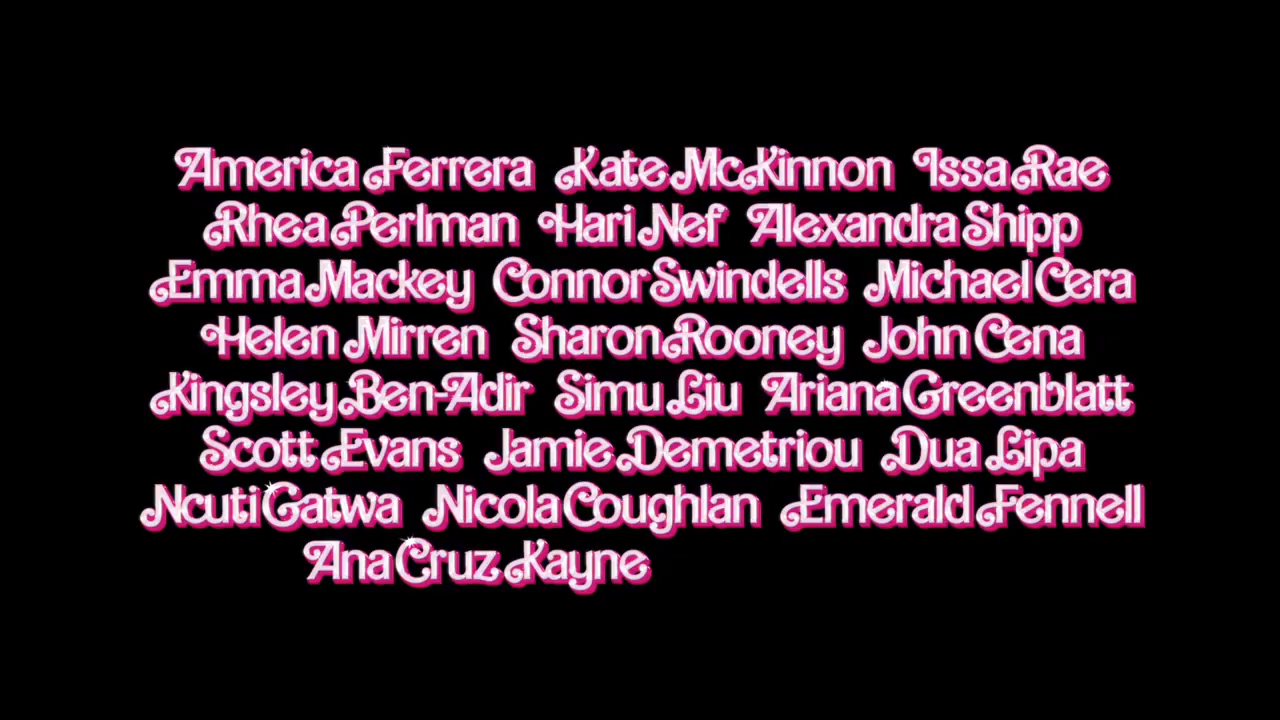 America Ferrera Kate McKinnon Issa Rae
Rhea Perlman Hari Nef Alexandra Shipp
Emma Mackey Connor Swindells Michael Cera
Helen Mirren Sharon Rooney John Cena
Kingsley Ben-Adir Simu Liu Ariana Greenblatt
Scott Evans Jamie Demetriou Dua Lipa
Ncuti Gatwa Nicola Coughlan Emerald Fennell
Ana Cruz Kayne